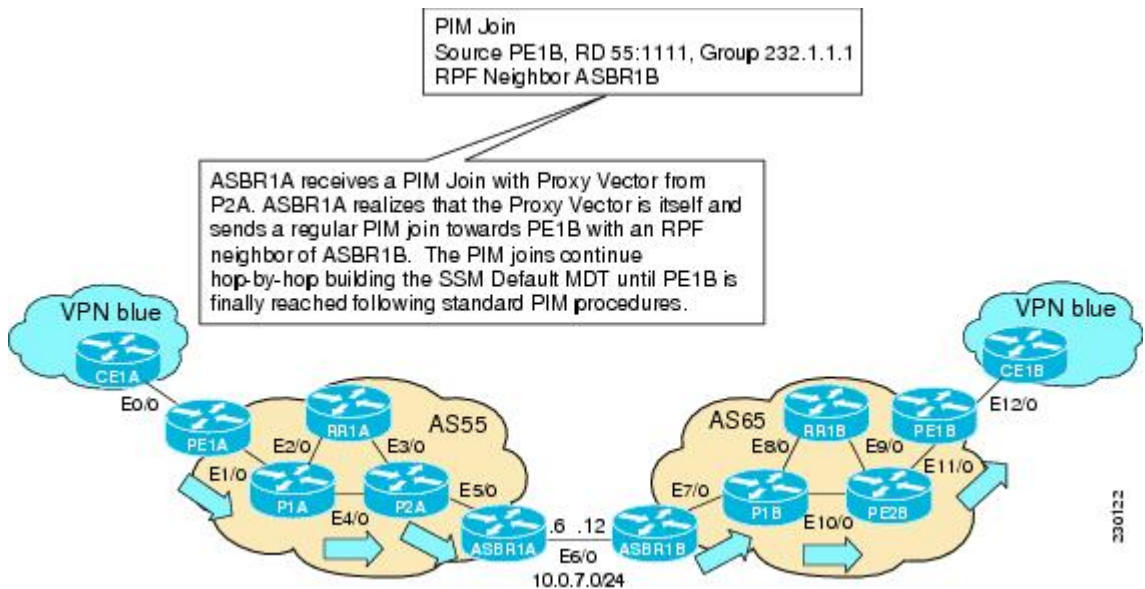 PIM Join
Source PE1B, RD 55:1111, Group 232.1.1.1
RPF Neighbor ASBR1B
ASBR1A receives a PIM Join with Proxy Vector from
P2A. ASBR1A realizes that the Proxy Vector is itself and
sends a regular PIM join towards PE1B with an RPF
neighbor of ASBR1B. The PIM joins continue
hop-by-hop building the SSM Default MDT until PE1B is
finally reached following standard PIM procedures.
VPN blue
CE1A
E0/0
PE1A
E1/0
E2/0
RR1A
E3/0
AS55
P1A
E4/0
P2A
E5/0
ASBR1A
.6 .12
E6/0
10.0.7.0/24
ASBR1B
E7/0
AS65
E8/0
RR1B
E9/0
P1B
E10/0
PE2B
PE1B
E11/0
E12/0
VPN blue
CE1B
230122